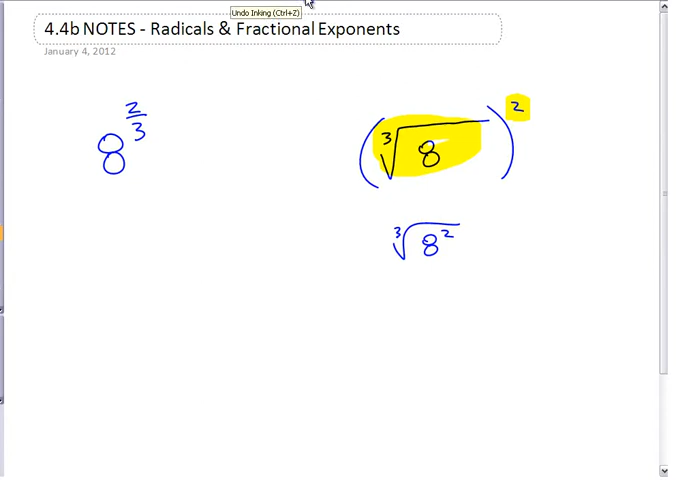 Undo Inking (Ctrl+Z)
4.4b NOTES - Radicals & Fractional Exponents
January 4, 2012
8^(2/3)
(∛8)²
∛8²